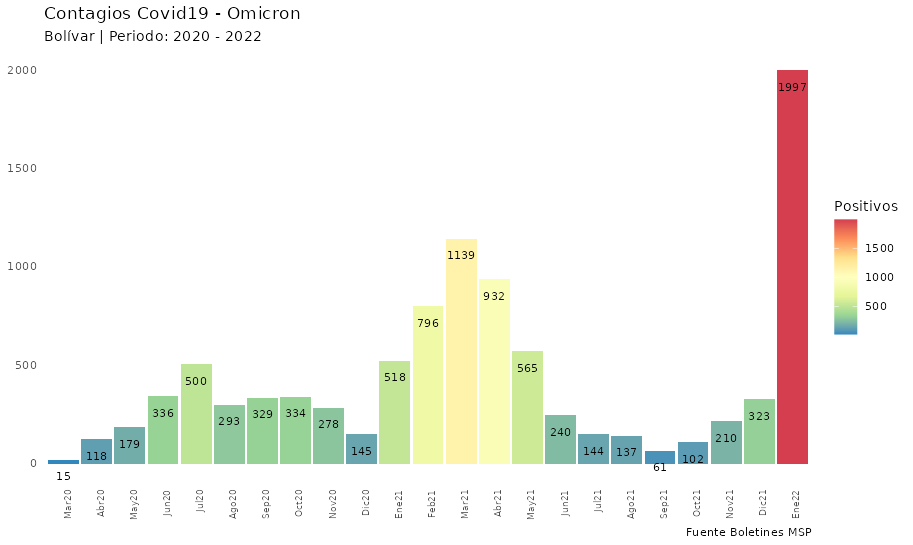 Contagios Covid19 - Omicron
Bolívar | Periodo: 2020 - 2022
2000
1500
1000
500
0
15
118
179
336
500
293
329
334
278
145
518
796
1139
932
565
240
144
137
61
102
210
323
1997
Mar20
Abr20
May20
Jun20
Jul20
Ago20
Sep20
Oct20
Nov20
Dic20
Ene21
Feb21
Mar21
Abr21
May21
Jun21
Jul21
Ago21
Sep21
Oct21
Nov21
Dic21
Ene22
Positivos
1500
1000
500
Fuente Boletines MSP